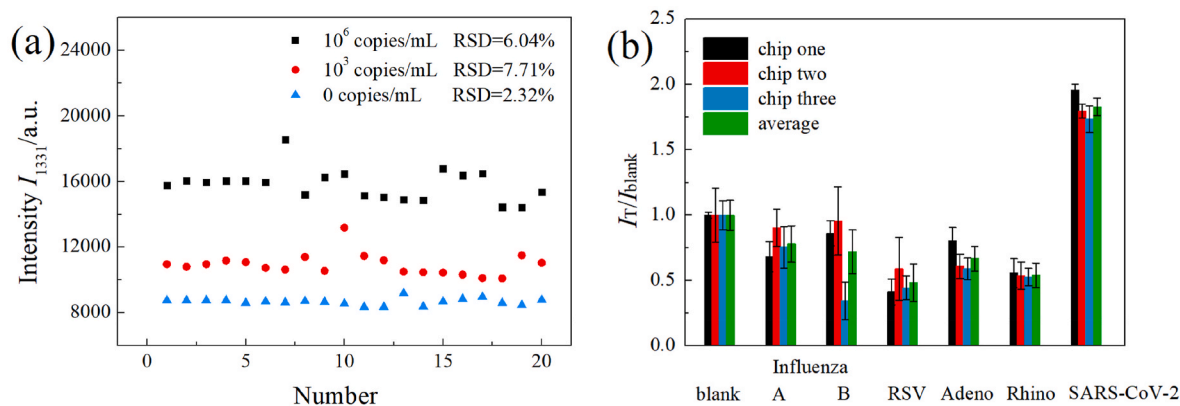 (a)
24000
20000
16000
12000
8000
Intensity I1331/a.u.
10^6 copies/mL RSD=6.04%
10^3 copies/mL RSD=7.71%
0 copies/mL RSD=2.32%
0 5 10 15 20
Number
(b)
2.5
2.0
1.5
1.0
0.5
0.0
IT/Iblank
chip one
chip two
chip three
average
Influenza
blank A B RSV Adeno Rhino SARS-CoV-2